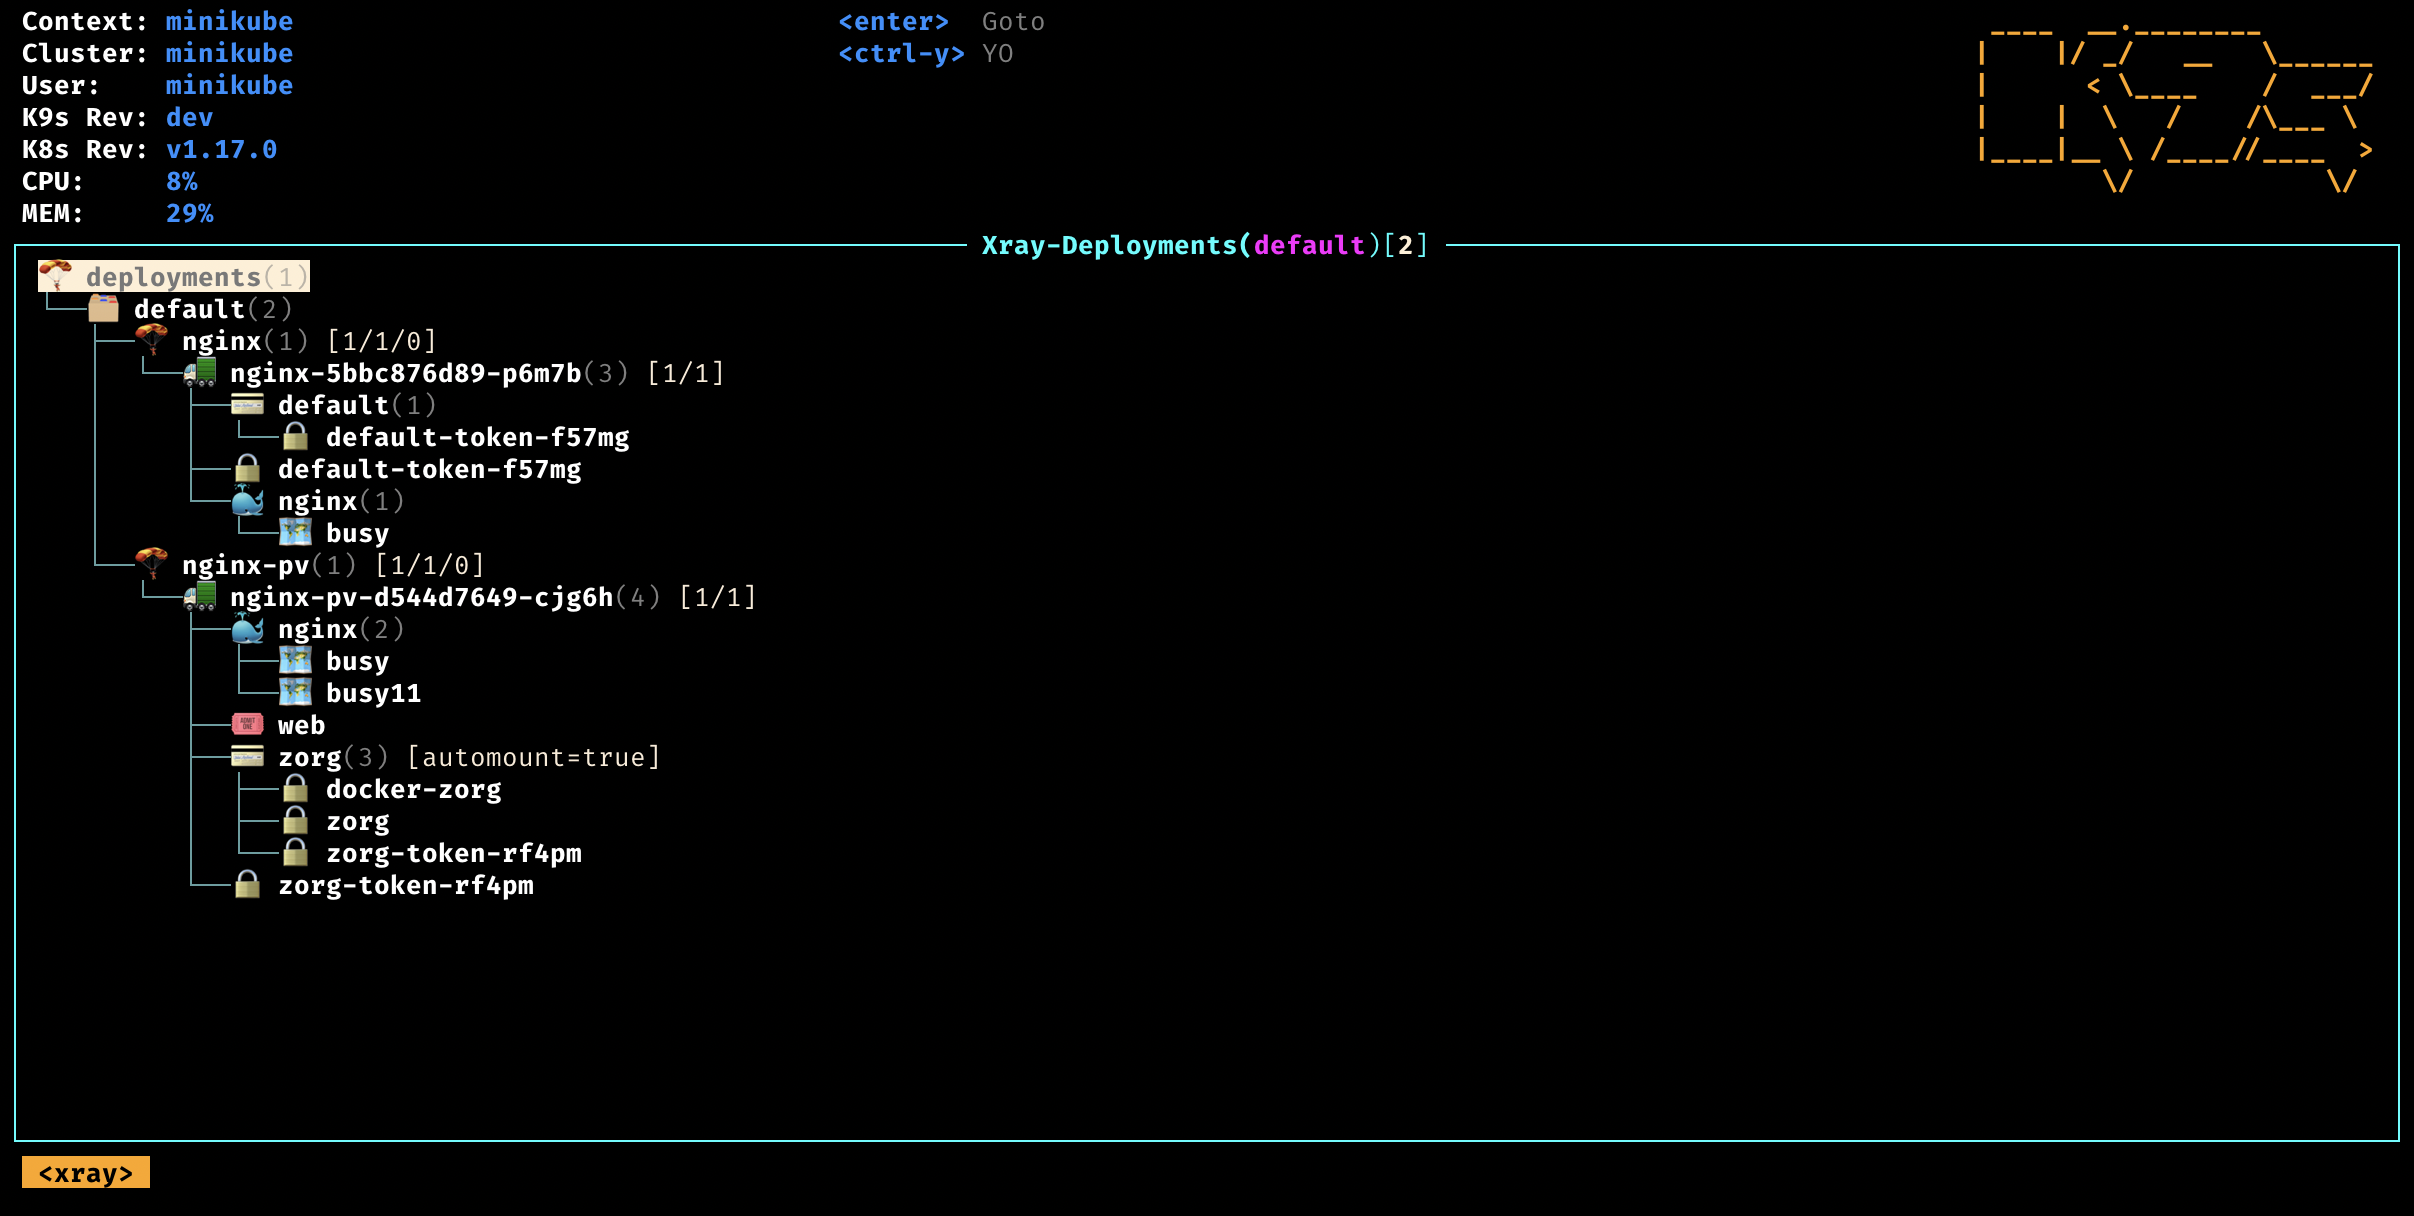 Context: minikube <enter> Goto
Cluster: minikube <ctrl-y> YO
User: minikube
K9s Rev: dev
K8s Rev: v1.17.0
CPU: 8%
MEM: 29%
Xray-Deployments(default)[2]
deployments(1)
default(2)
nginx(1) [1/1/0]
nginx-5bbc876d89-p6m7b(3) [1/1]
default(1)
default-token-f57mg
default-token-f57mg
nginx(1)
busy
nginx-pv(1) [1/1/0]
nginx-pv-d544d7649-cjg6h(4) [1/1]
nginx(2)
busy
busy11
web
zorg(3) [automount=true]
docker-zorg
zorg
zorg-token-rf4pm
zorg-token-rf4pm
<xray>